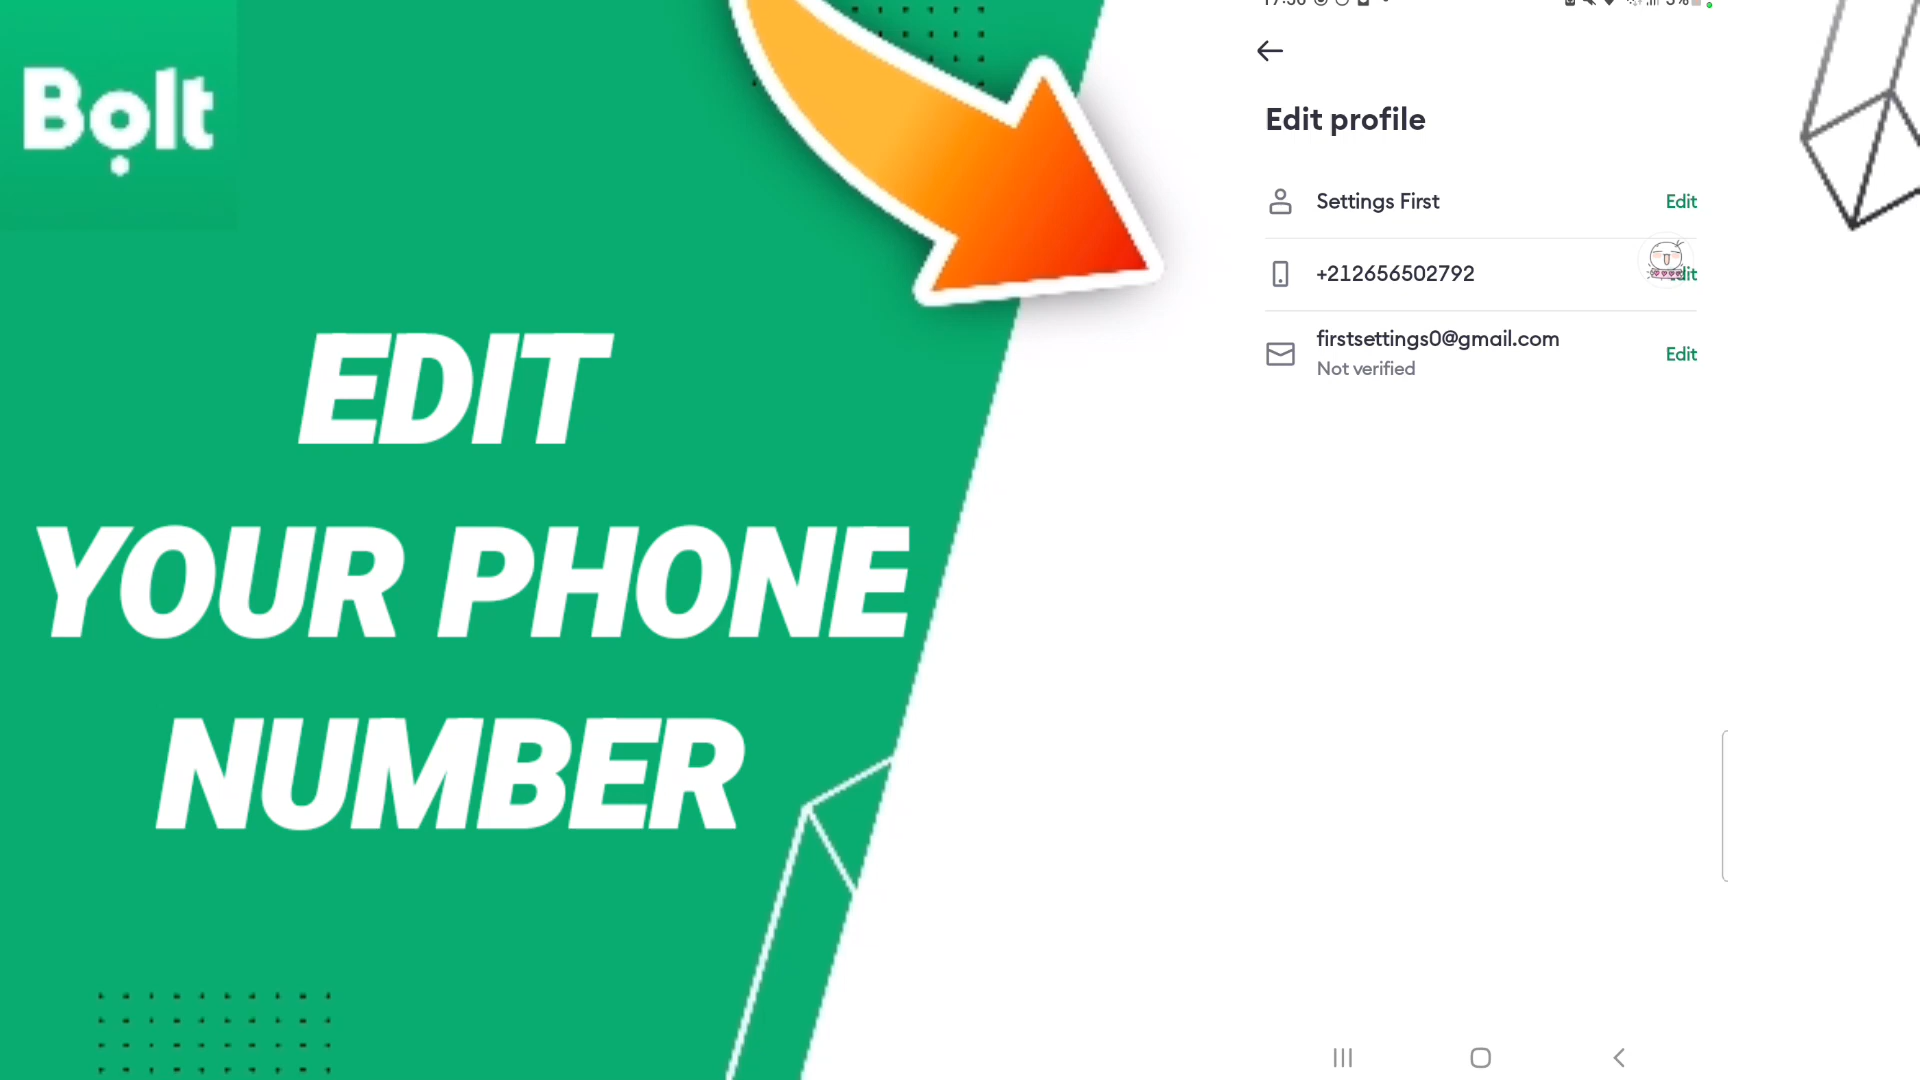 Bolt
EDIT
YOUR PHONE
NUMBER
Edit profile
Settings First Edit
+212656502792
firstsettings0@gmail.com Edit
Not verified